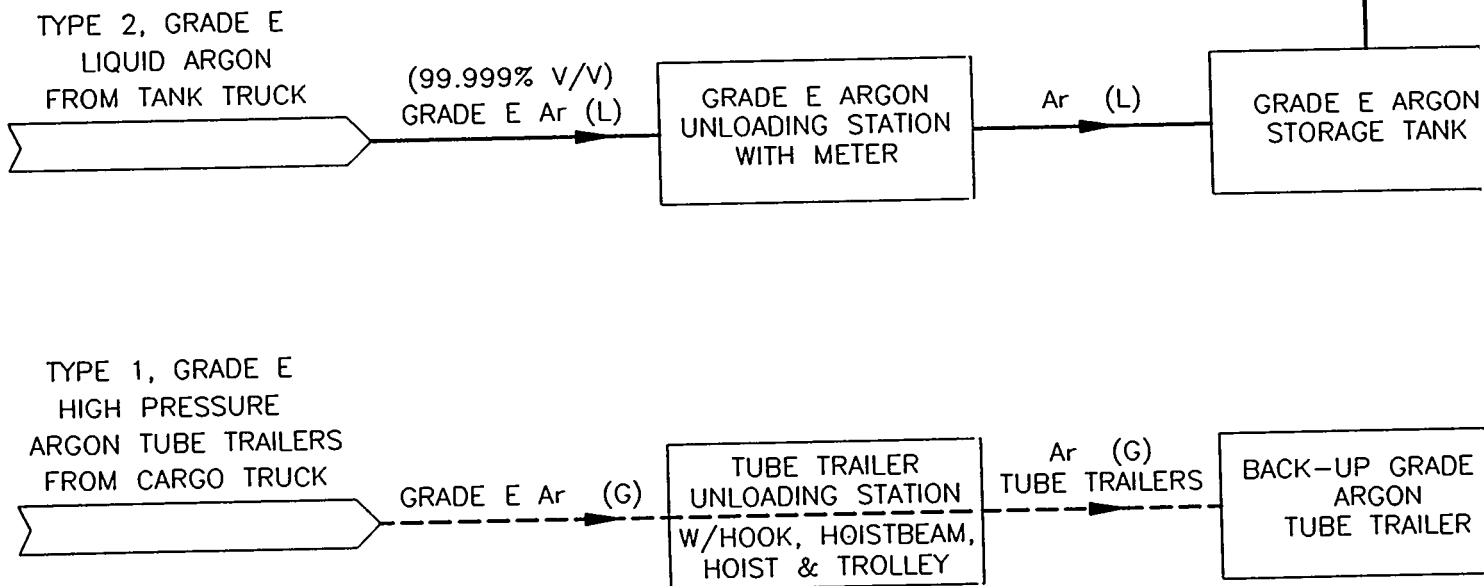 TYPE 2, GRADE E
LIQUID ARGON
FROM TANK TRUCK
(99.999% V/V)
GRADE E Ar (L)
GRADE E ARGON
UNLOADING STATION
WITH METER
Ar (L)
GRADE E ARGON
STORAGE TANK
TYPE 1, GRADE E
HIGH PRESSURE
ARGON TUBE TRAILERS
FROM CARGO TRUCK
GRADE E Ar (G)
TUBE TRAILER
UNLOADING STATION
W/HOOK, HOISTBEAM,
HOIST & TROLLEY
Ar (G)
TUBE TRAILERS
BACK-UP GRADE
ARGON
TUBE TRAILER